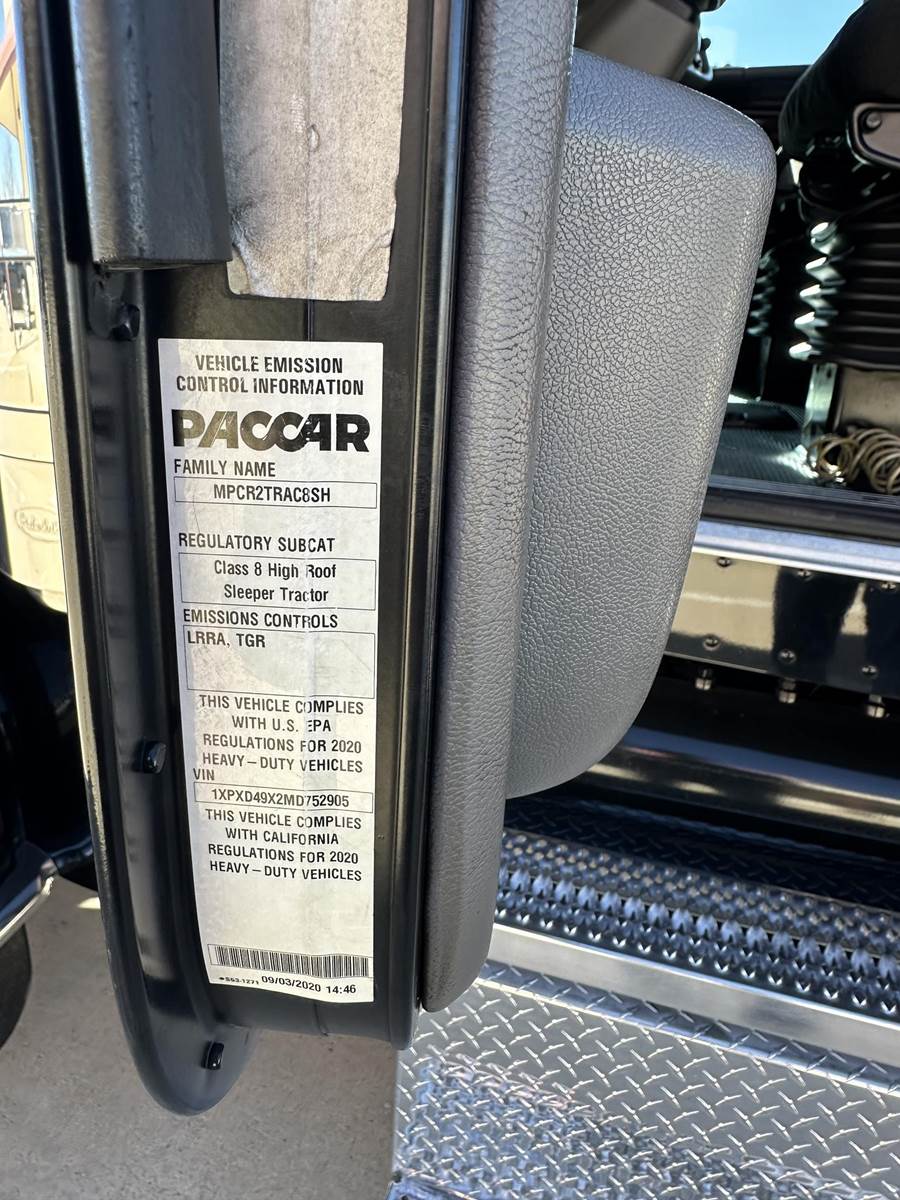 VEHICLE EMISSION
CONTROL INFORMATION
PACCAR
FAMILY NAME
MPCR2TRAC8SH
REGULATORY SUBCAT
Class 8 High Roof
Sleeper Tractor
EMISSIONS CONTROLS
LRRA, TGR
THIS VEHICLE COMPLIES
WITH U.S. EPA
REGULATIONS FOR 2020
HEAVY-DUTY VEHICLES
VIN
1XPXD49X2MD752905
THIS VEHICLE COMPLIES
WITH CALIFORNIA
REGULATIONS FOR 2020
HEAVY-DUTY VEHICLES
S63-1271 09/03/2020 14:46